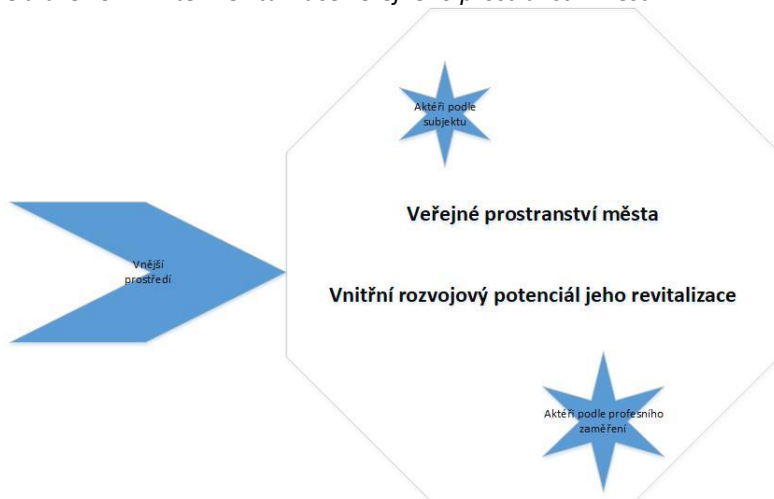 Aktéři podle
subjektu
Veřejné prostranství města
Vnější
prostředí
Vnitřní rozvojový potenciál jeho revitalizace
Aktéři podle profesního
zaměření